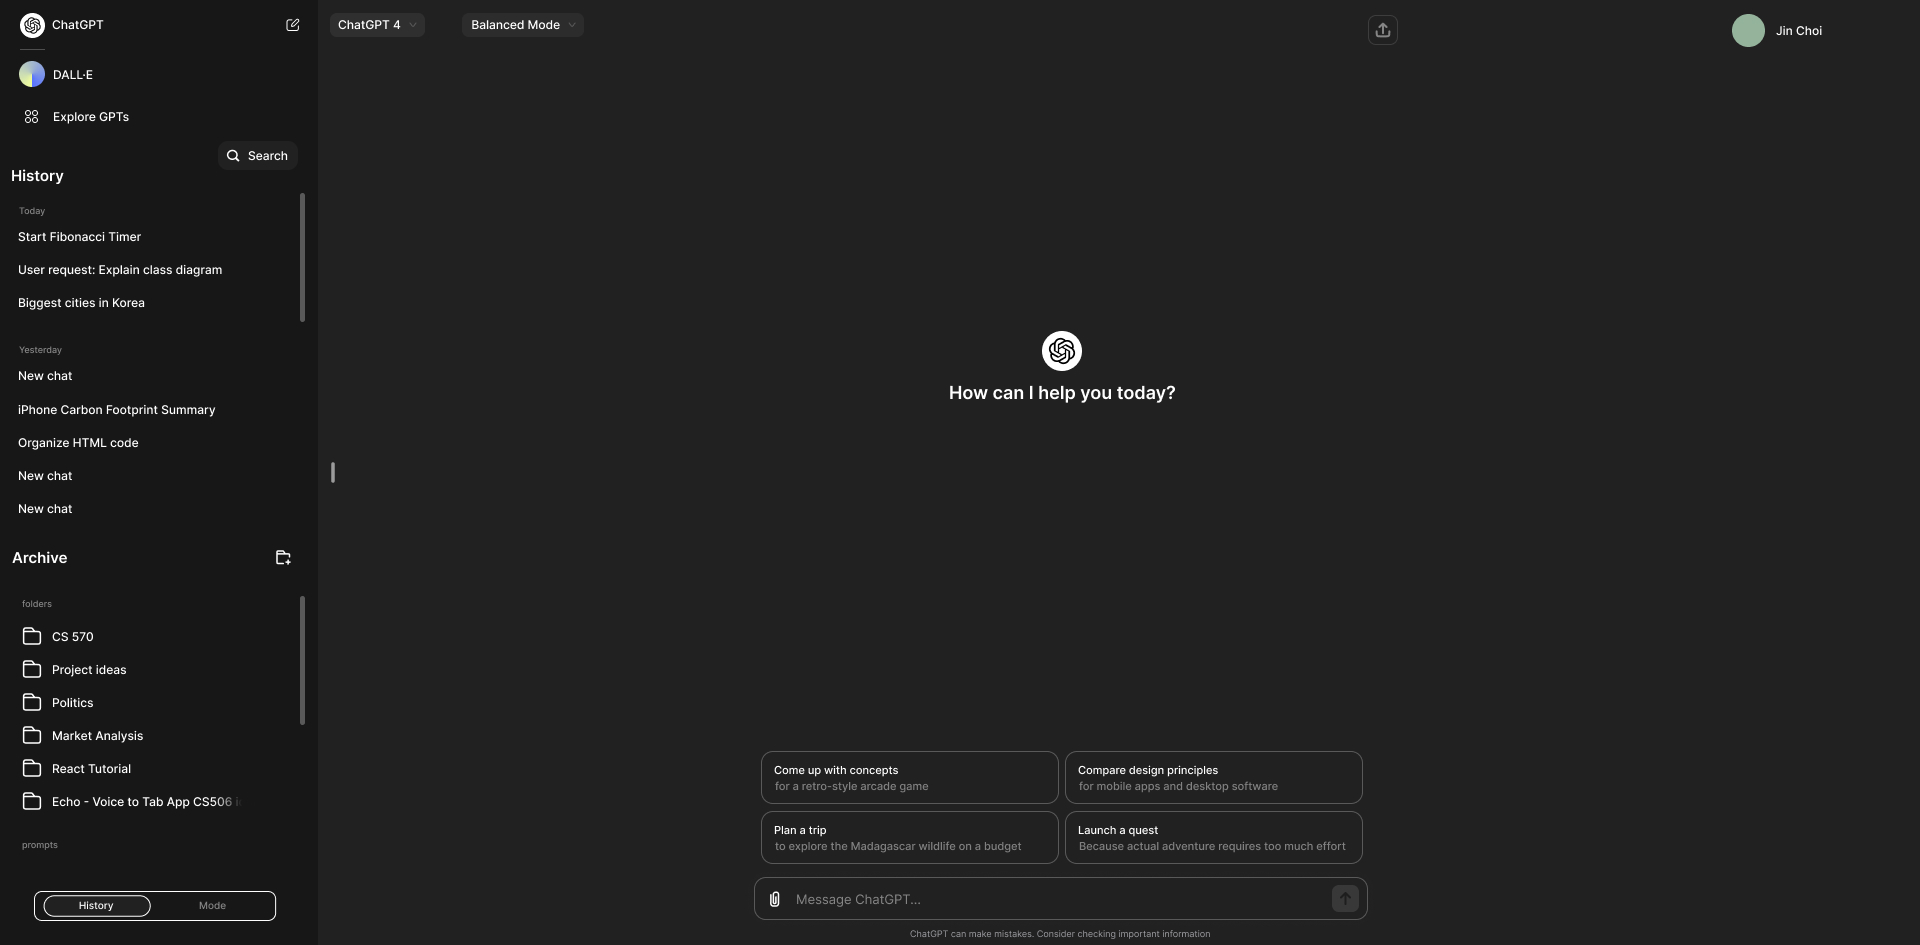 ChatGPT
DALL·E
Explore GPTs
Search
History
Today
Start Fibonacci Timer
User request: Explain class diagram
Biggest cities in Korea
Yesterday
New chat
iPhone Carbon Footprint Summary
Organize HTML code
New chat
New chat
Archive
folders
CS 570
Project ideas
Politics
Market Analysis
React Tutorial
Echo - Voice to Tab App CS506
prompts
History
Mode
ChatGPT 4
Balanced Mode
Jin Choi
How can I help you today?
Come up with concepts
for a retro-style arcade game
Compare design principles
for mobile apps and desktop software
Plan a trip
to explore the Madagascar wildlife on a budget
Launch a quest
Because actual adventure requires too much effort
Message ChatGPT...
ChatGPT can make mistakes. Consider checking important information